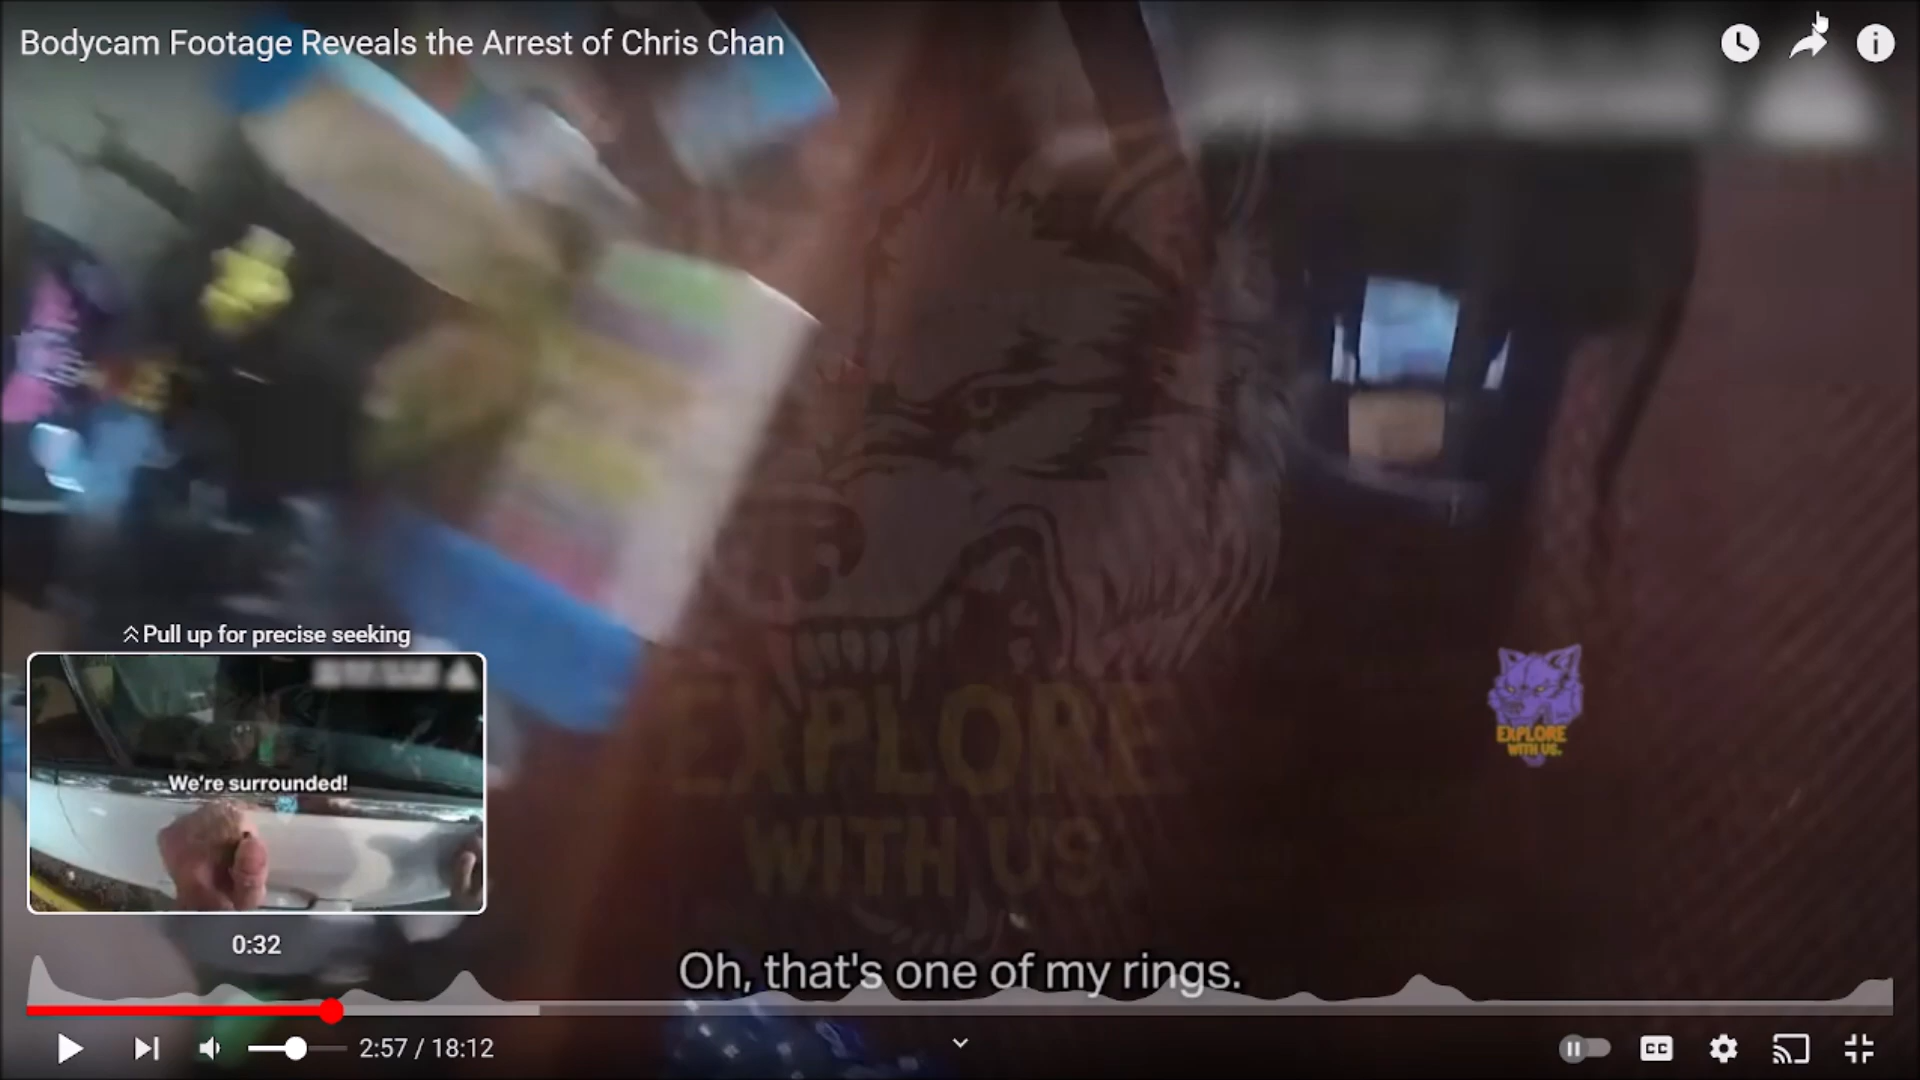 Bodycam Footage Reveals the Arrest of Chris Chan
Pull up for precise seeking
We're surrounded!
EXPLORE
WITH US.
EXPLORE
WITH US.
0:32
Oh, that's one of my rings.
2:57 / 18:12
CC